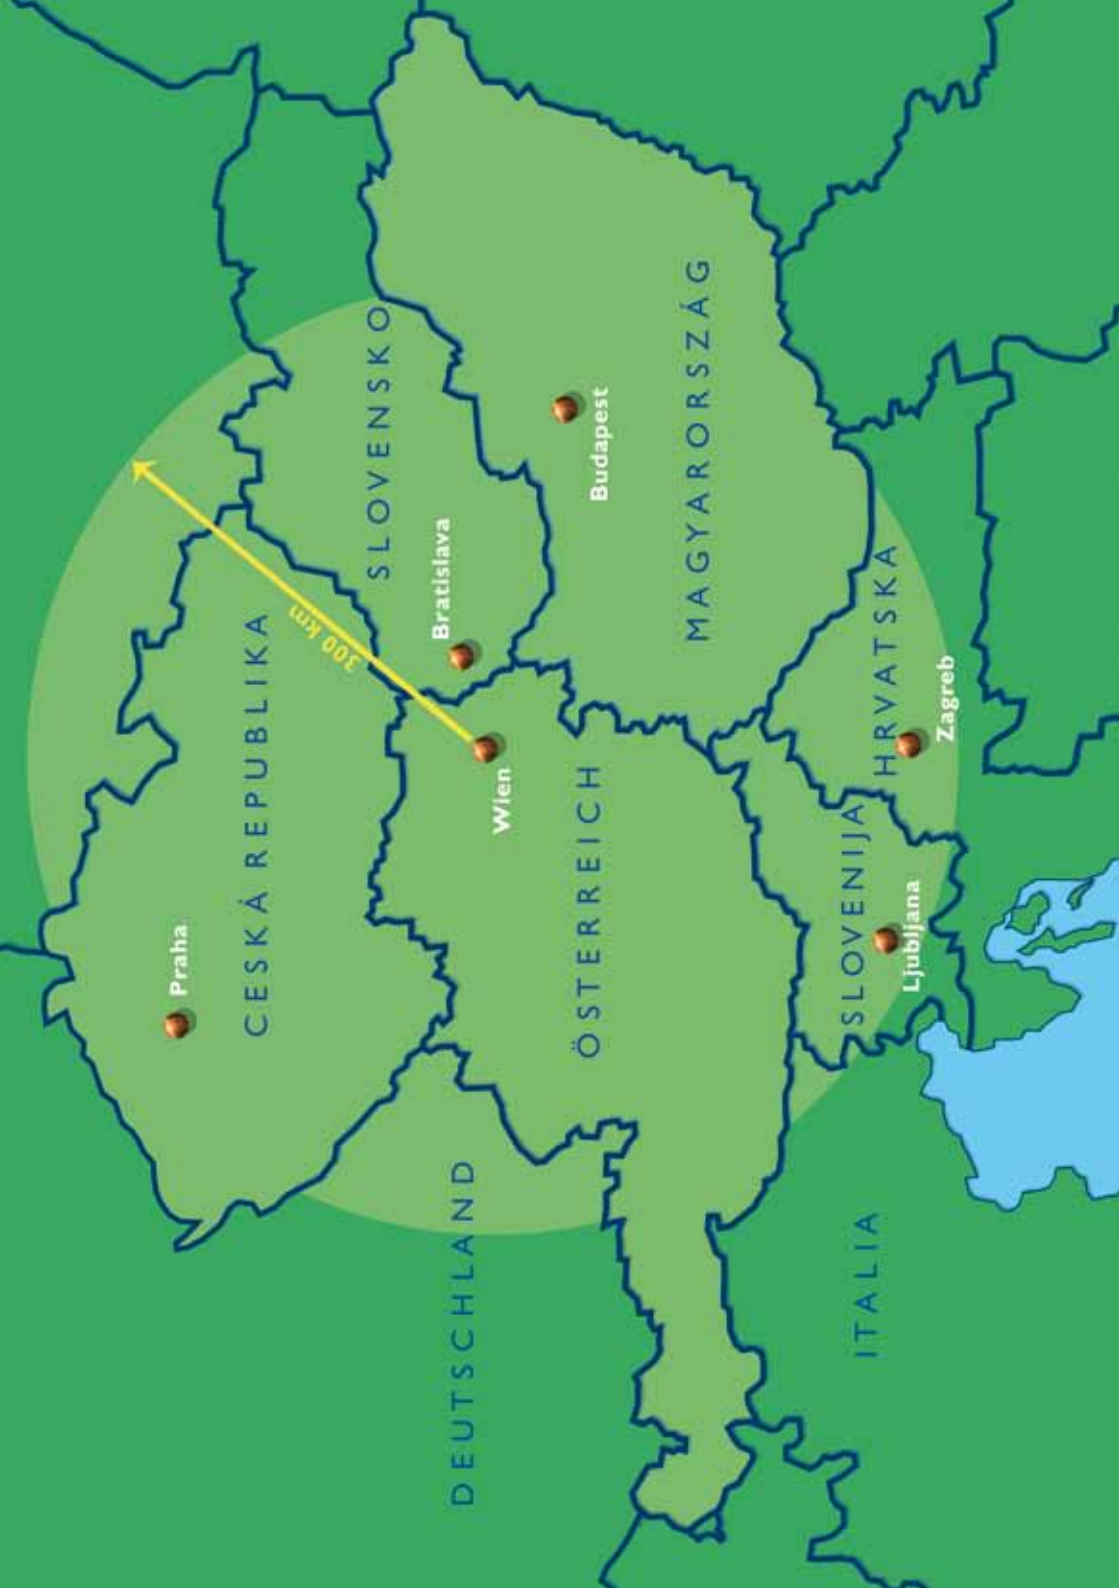 Praha
CESKÁ REPUBLIKA
300 km
SLOVENSKO
DEUTSCHLAND
Bratislava
Wien
Budapest
ÖSTERREICH
MAGYARORSZÁG
SLOVENIJA
HRVATSKA
ITALIA
Ljubljana
Zagreb